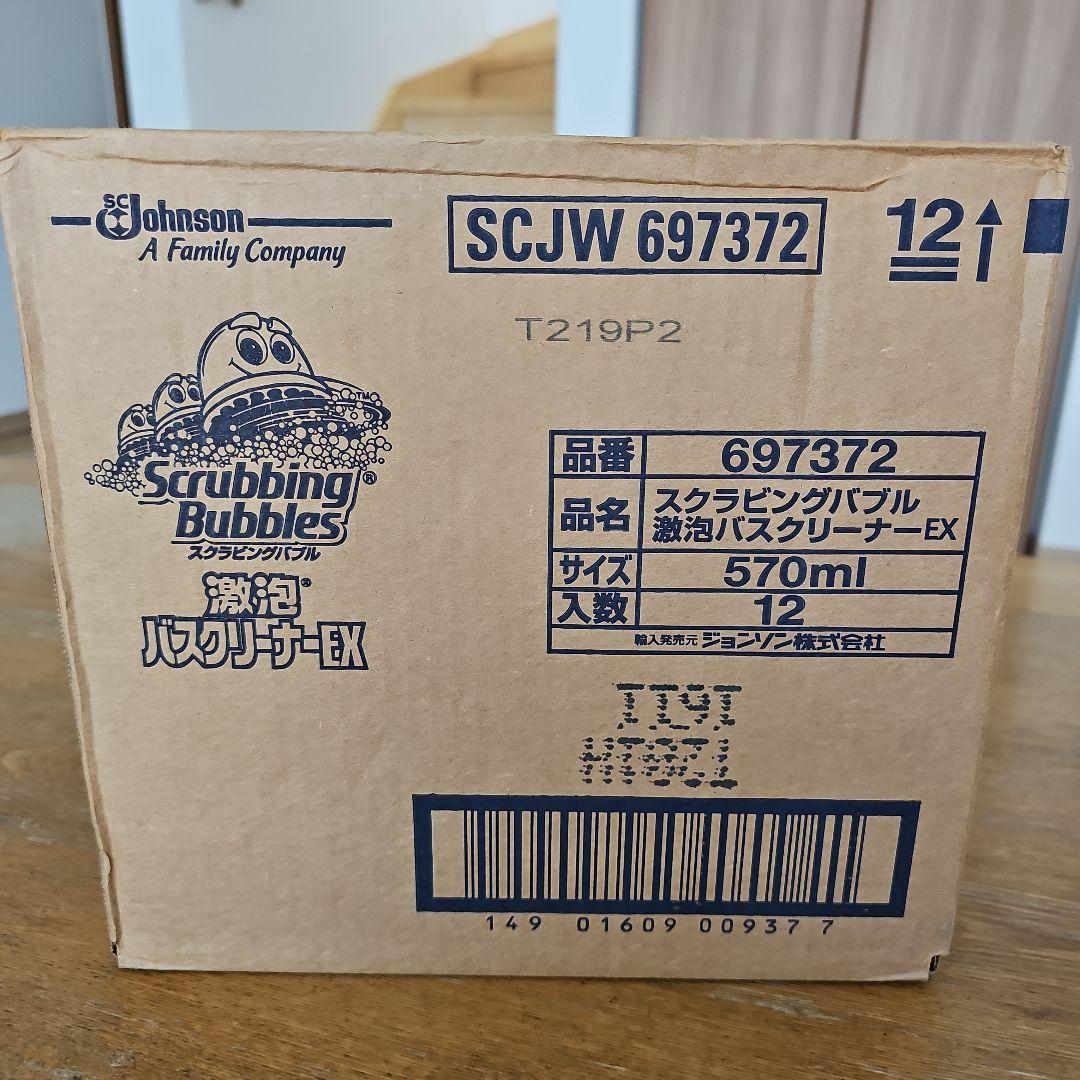 SC Johnson
A Family Company
SCJW 697372
12
T219P2
TM
Scrubbing
Bubbles®
スクラビングバブル
激泡®
バスクリーナーEX
品番 697372
品名 スクラビングバブル
激泡バスクリーナーEX
サイズ 570ml
入数 12
輸入発売元 ジョンソン株式会社
149 01609 00937 7